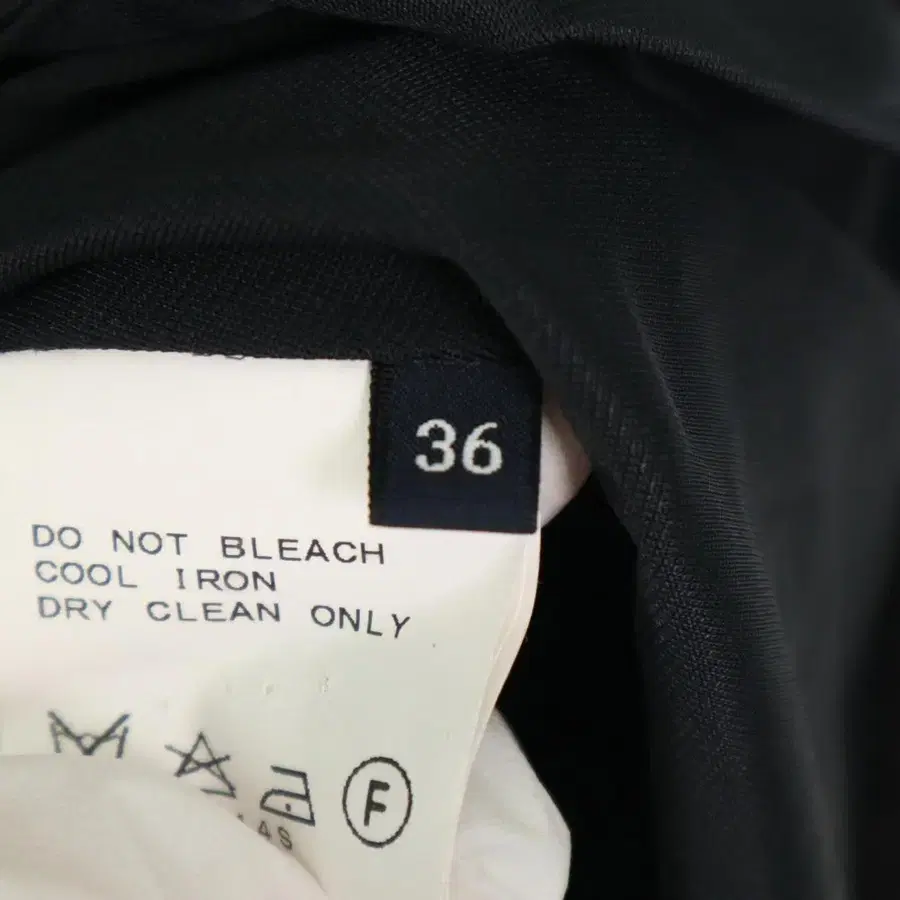 36
DO NOT BLEACH
COOL IRON
DRY CLEAN ONLY
F